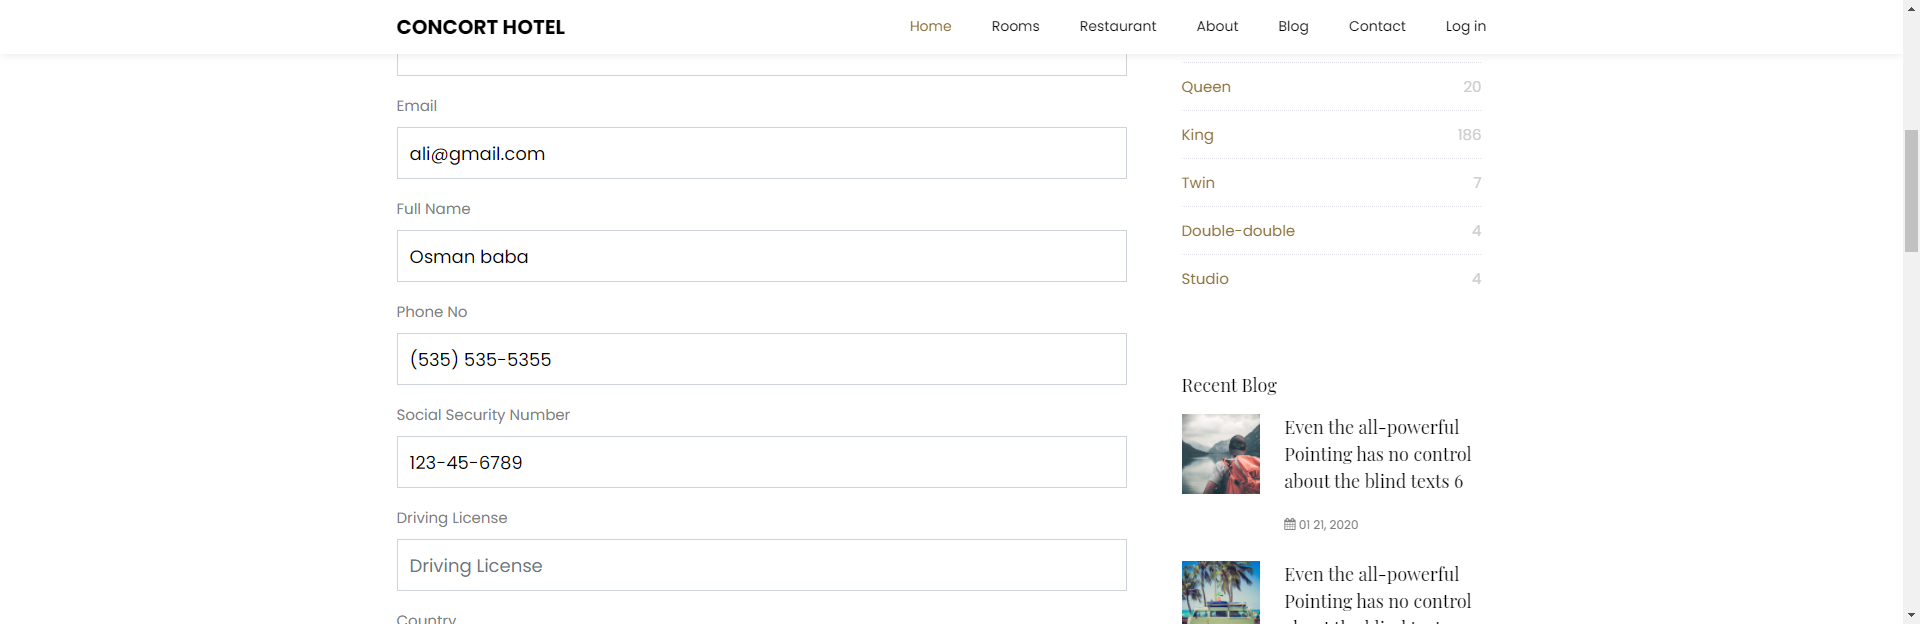 CONCORT HOTEL
Home Rooms Restaurant About Blog Contact Log in
Email
ali@gmail.com
Full Name
Osman baba
Phone No
(535) 535-5355
Social Security Number
123-45-6789
Driving License
Driving License
Country
Queen 20
King 186
Twin 7
Double-double 4
Studio 4
Recent Blog
Even the all-powerful
Pointing has no control
about the blind texts 6
01 21, 2020
Even the all-powerful
Pointing has no control